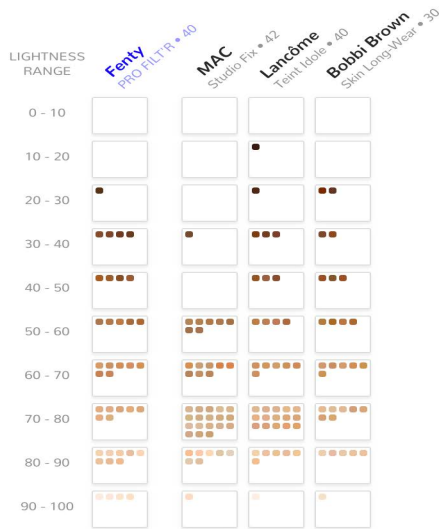 Fenty
PRO FILT'R • 40
MAC
Studio Fix • 42
Lancôme
Teint Idole • 40
Bobbi Brown
Skin Long-Wear • 30
LIGHTNESS
RANGE
0 - 10
10 - 20
20 - 30
30 - 40
40 - 50
50 - 60
60 - 70
70 - 80
80 - 90
90 - 100